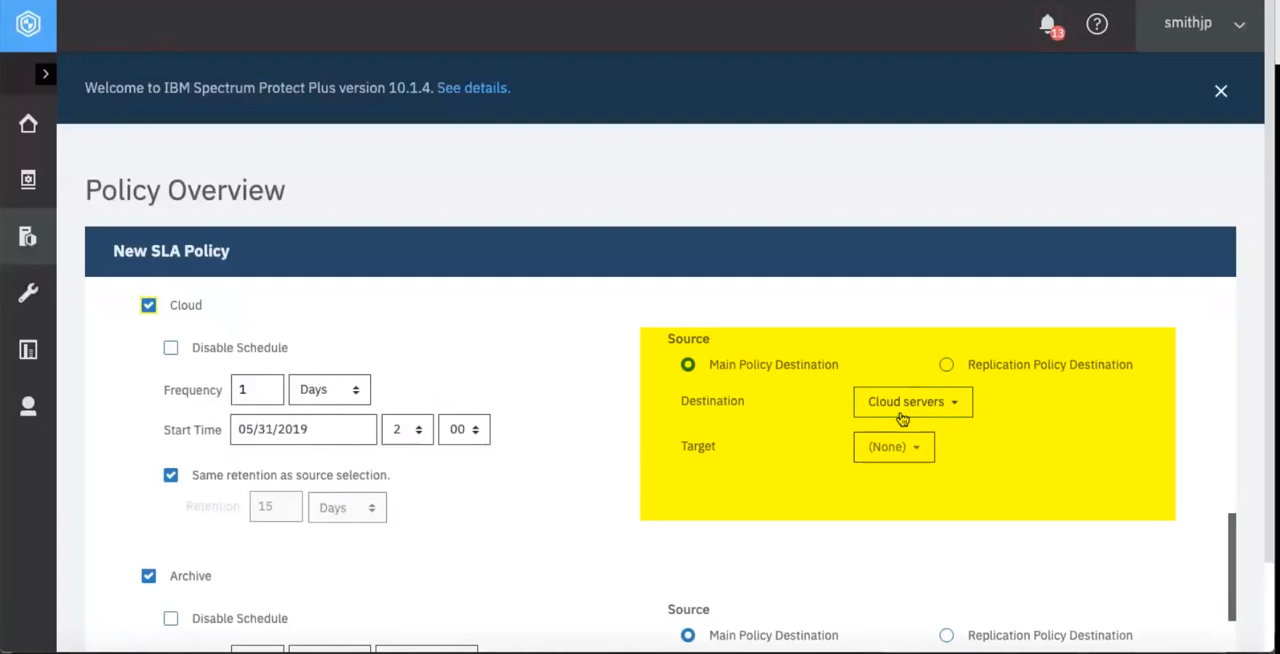 13
smithjp
Welcome to IBM Spectrum Protect Plus version 10.1.4. See details.
Policy Overview
New SLA Policy
Cloud
Disable Schedule
Frequency 1 Days
Start Time 05/31/2019 2 00
Same retention as source selection.
Retention 15 Days
Source
Main Policy Destination Replication Policy Destination
Destination Cloud servers
Target (None)
Archive
Disable Schedule
Source
Main Policy Destination Replication Policy Destination